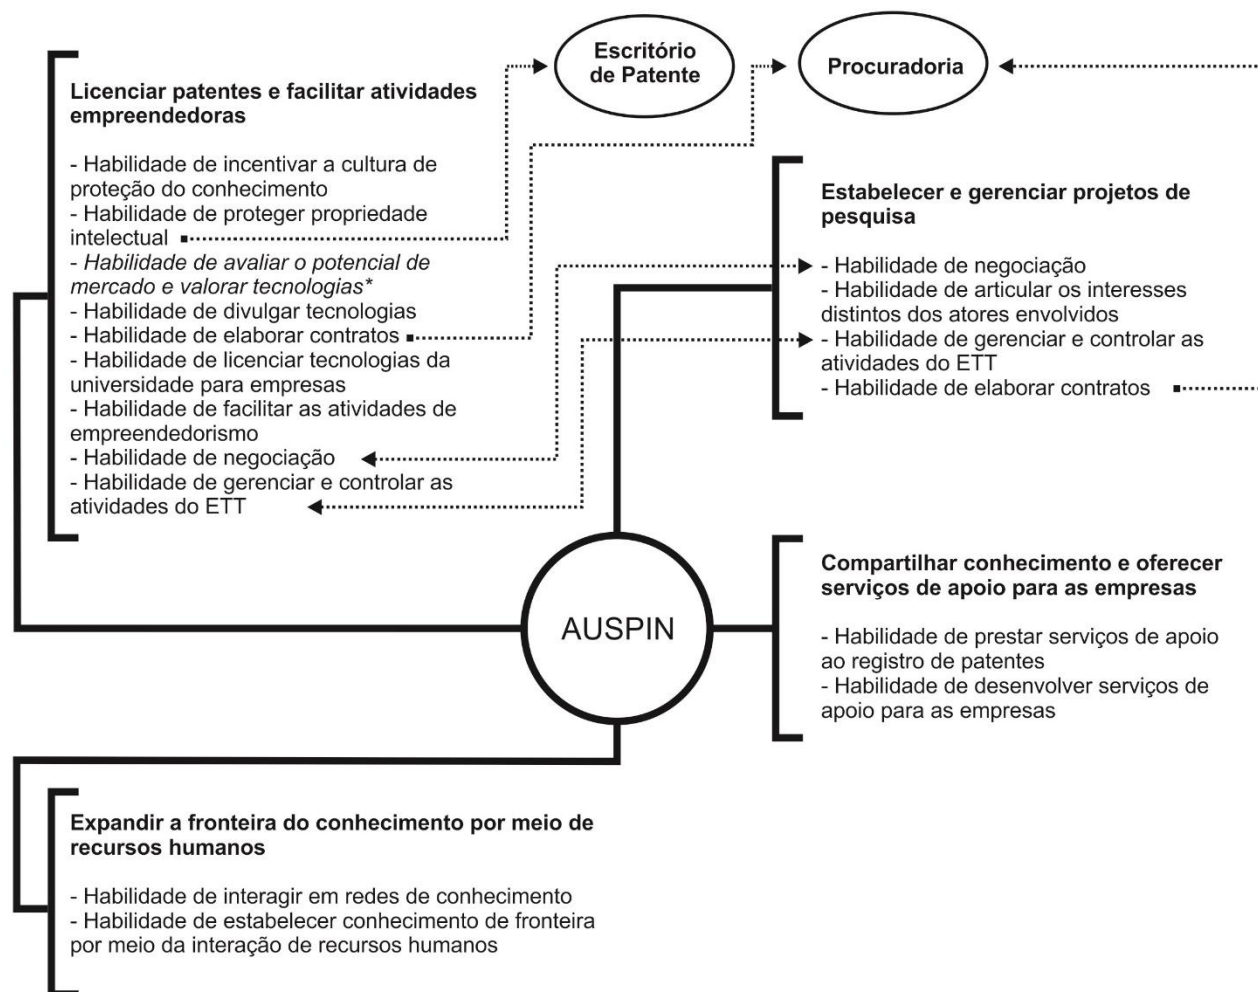 Escritório
de Patente
Procuradoria
Licenciar patentes e facilitar atividades
empreendedoras
- Habilidade de incentivar a cultura de
proteção do conhecimento
- Habilidade de proteger propriedade
intelectual
- Habilidade de avaliar o potencial de
mercado e valorar tecnologias*
- Habilidade de divulgar tecnologias
- Habilidade de elaborar contratos
- Habilidade de licenciar tecnologias da
universidade para empresas
- Habilidade de facilitar as atividades de
empreendedorismo
- Habilidade de negociação
- Habilidade de gerenciar e controlar as
atividades do ETT
Estabelecer e gerenciar projetos de
pesquisa
- Habilidade de negociação
- Habilidade de articular os interesses
distintos dos atores envolvidos
- Habilidade de gerenciar e controlar as
atividades do ETT
- Habilidade de elaborar contratos
AUSPIN
Compartilhar conhecimento e oferecer
serviços de apoio para as empresas
- Habilidade de prestar serviços de apoio
ao registro de patentes
- Habilidade de desenvolver serviços de
apoio para as empresas
Expandir a fronteira do conhecimento por meio de
recursos humanos
- Habilidade de interagir em redes de conhecimento
- Habilidade de estabelecer conhecimento de fronteira
por meio da interação de recursos humanos